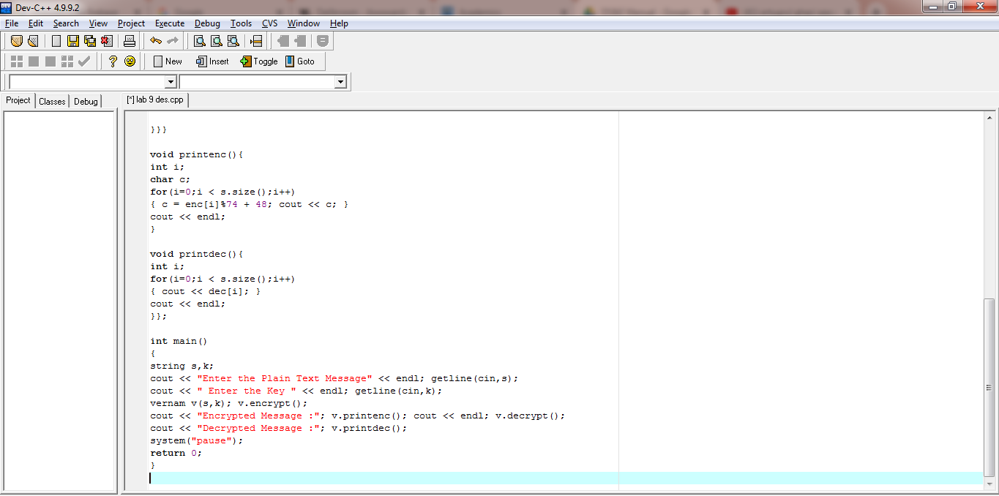 Dev-C++ 4.9.9.2
File Edit Search View Project Execute Debug Tools CVS Window Help
New Insert Toggle Goto
Project Classes Debug
[*] lab 9 des.cpp
}}}
void printenc(){
int i;
char c;
for(i=0;i < s.size();i++)
{ c = enc[i]%74 + 48; cout << c; }
cout << endl;
}
void printdec(){
int i;
for(i=0;i < s.size();i++)
{ cout << dec[i]; }
cout << endl;
}};
int main()
{
string s,k;
cout << "Enter the Plain Text Message" << endl; getline(cin,s);
cout << " Enter the Key " << endl; getline(cin,k);
vernam v(s,k); v.encrypt();
cout << "Encrypted Message :"; v.printenc(); cout << endl; v.decrypt();
cout << "Decrypted Message :"; v.printdec();
system("pause");
return 0;
}